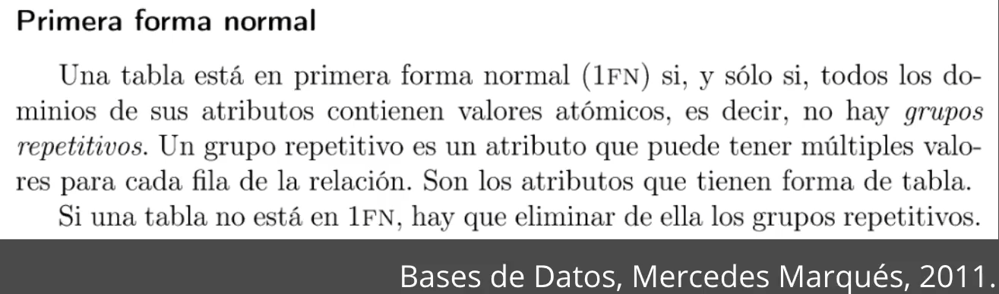 Primera forma normal
Una tabla está en primera forma normal (1FN) si, y sólo si, todos los do-
minios de sus atributos contienen valores atómicos, es decir, no hay grupos
repetitivos. Un grupo repetitivo es un atributo que puede tener múltiples valo-
res para cada fila de la relación. Son los atributos que tienen forma de tabla.
Si una tabla no está en 1FN, hay que eliminar de ella los grupos repetitivos.
Bases de Datos, Mercedes Marqués, 2011.